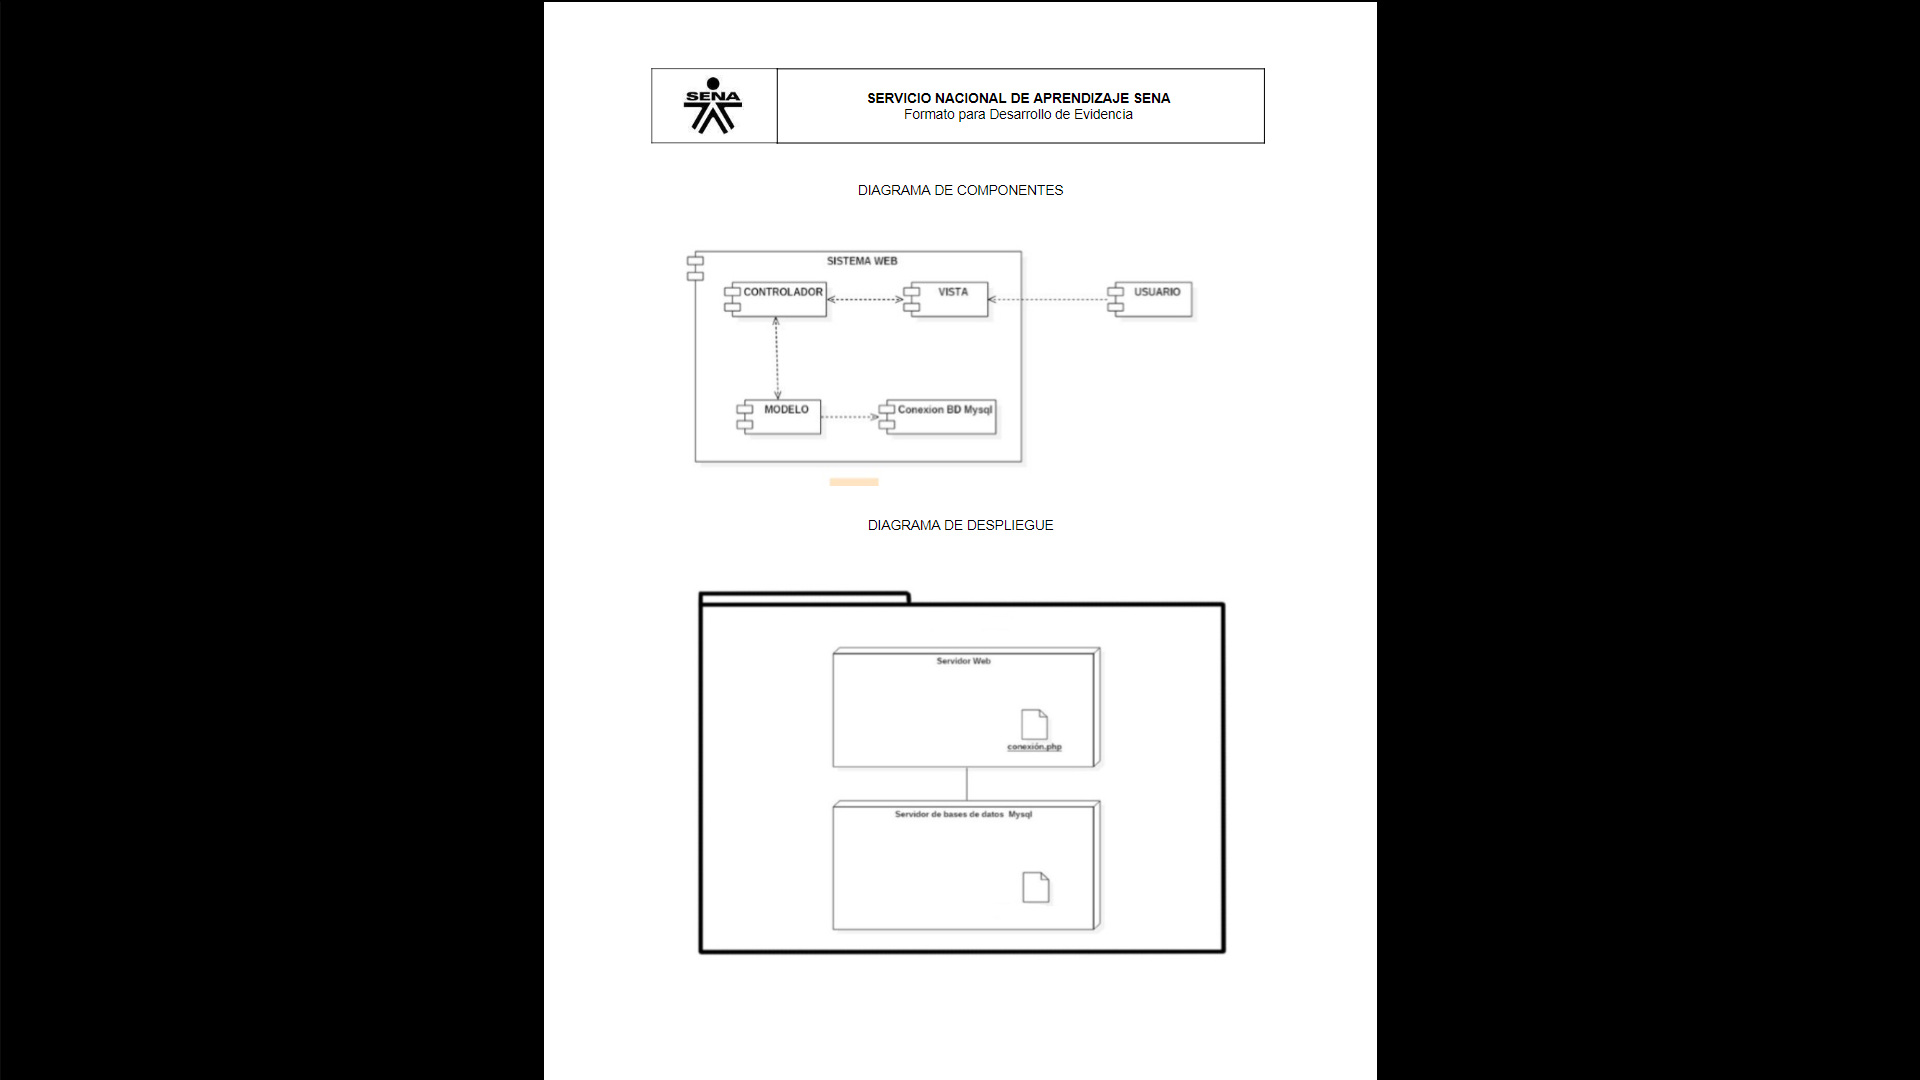 SENA
SERVICIO NACIONAL DE APRENDIZAJE SENA
Formato para Desarrollo de Evidencia
DIAGRAMA DE COMPONENTES
SISTEMA WEB
CONTROLADOR
VISTA
USUARIO
MODELO
Conexion BD Mysql
DIAGRAMA DE DESPLIEGUE
Servidor Web
conexión.php
Servidor de bases de datos Mysql